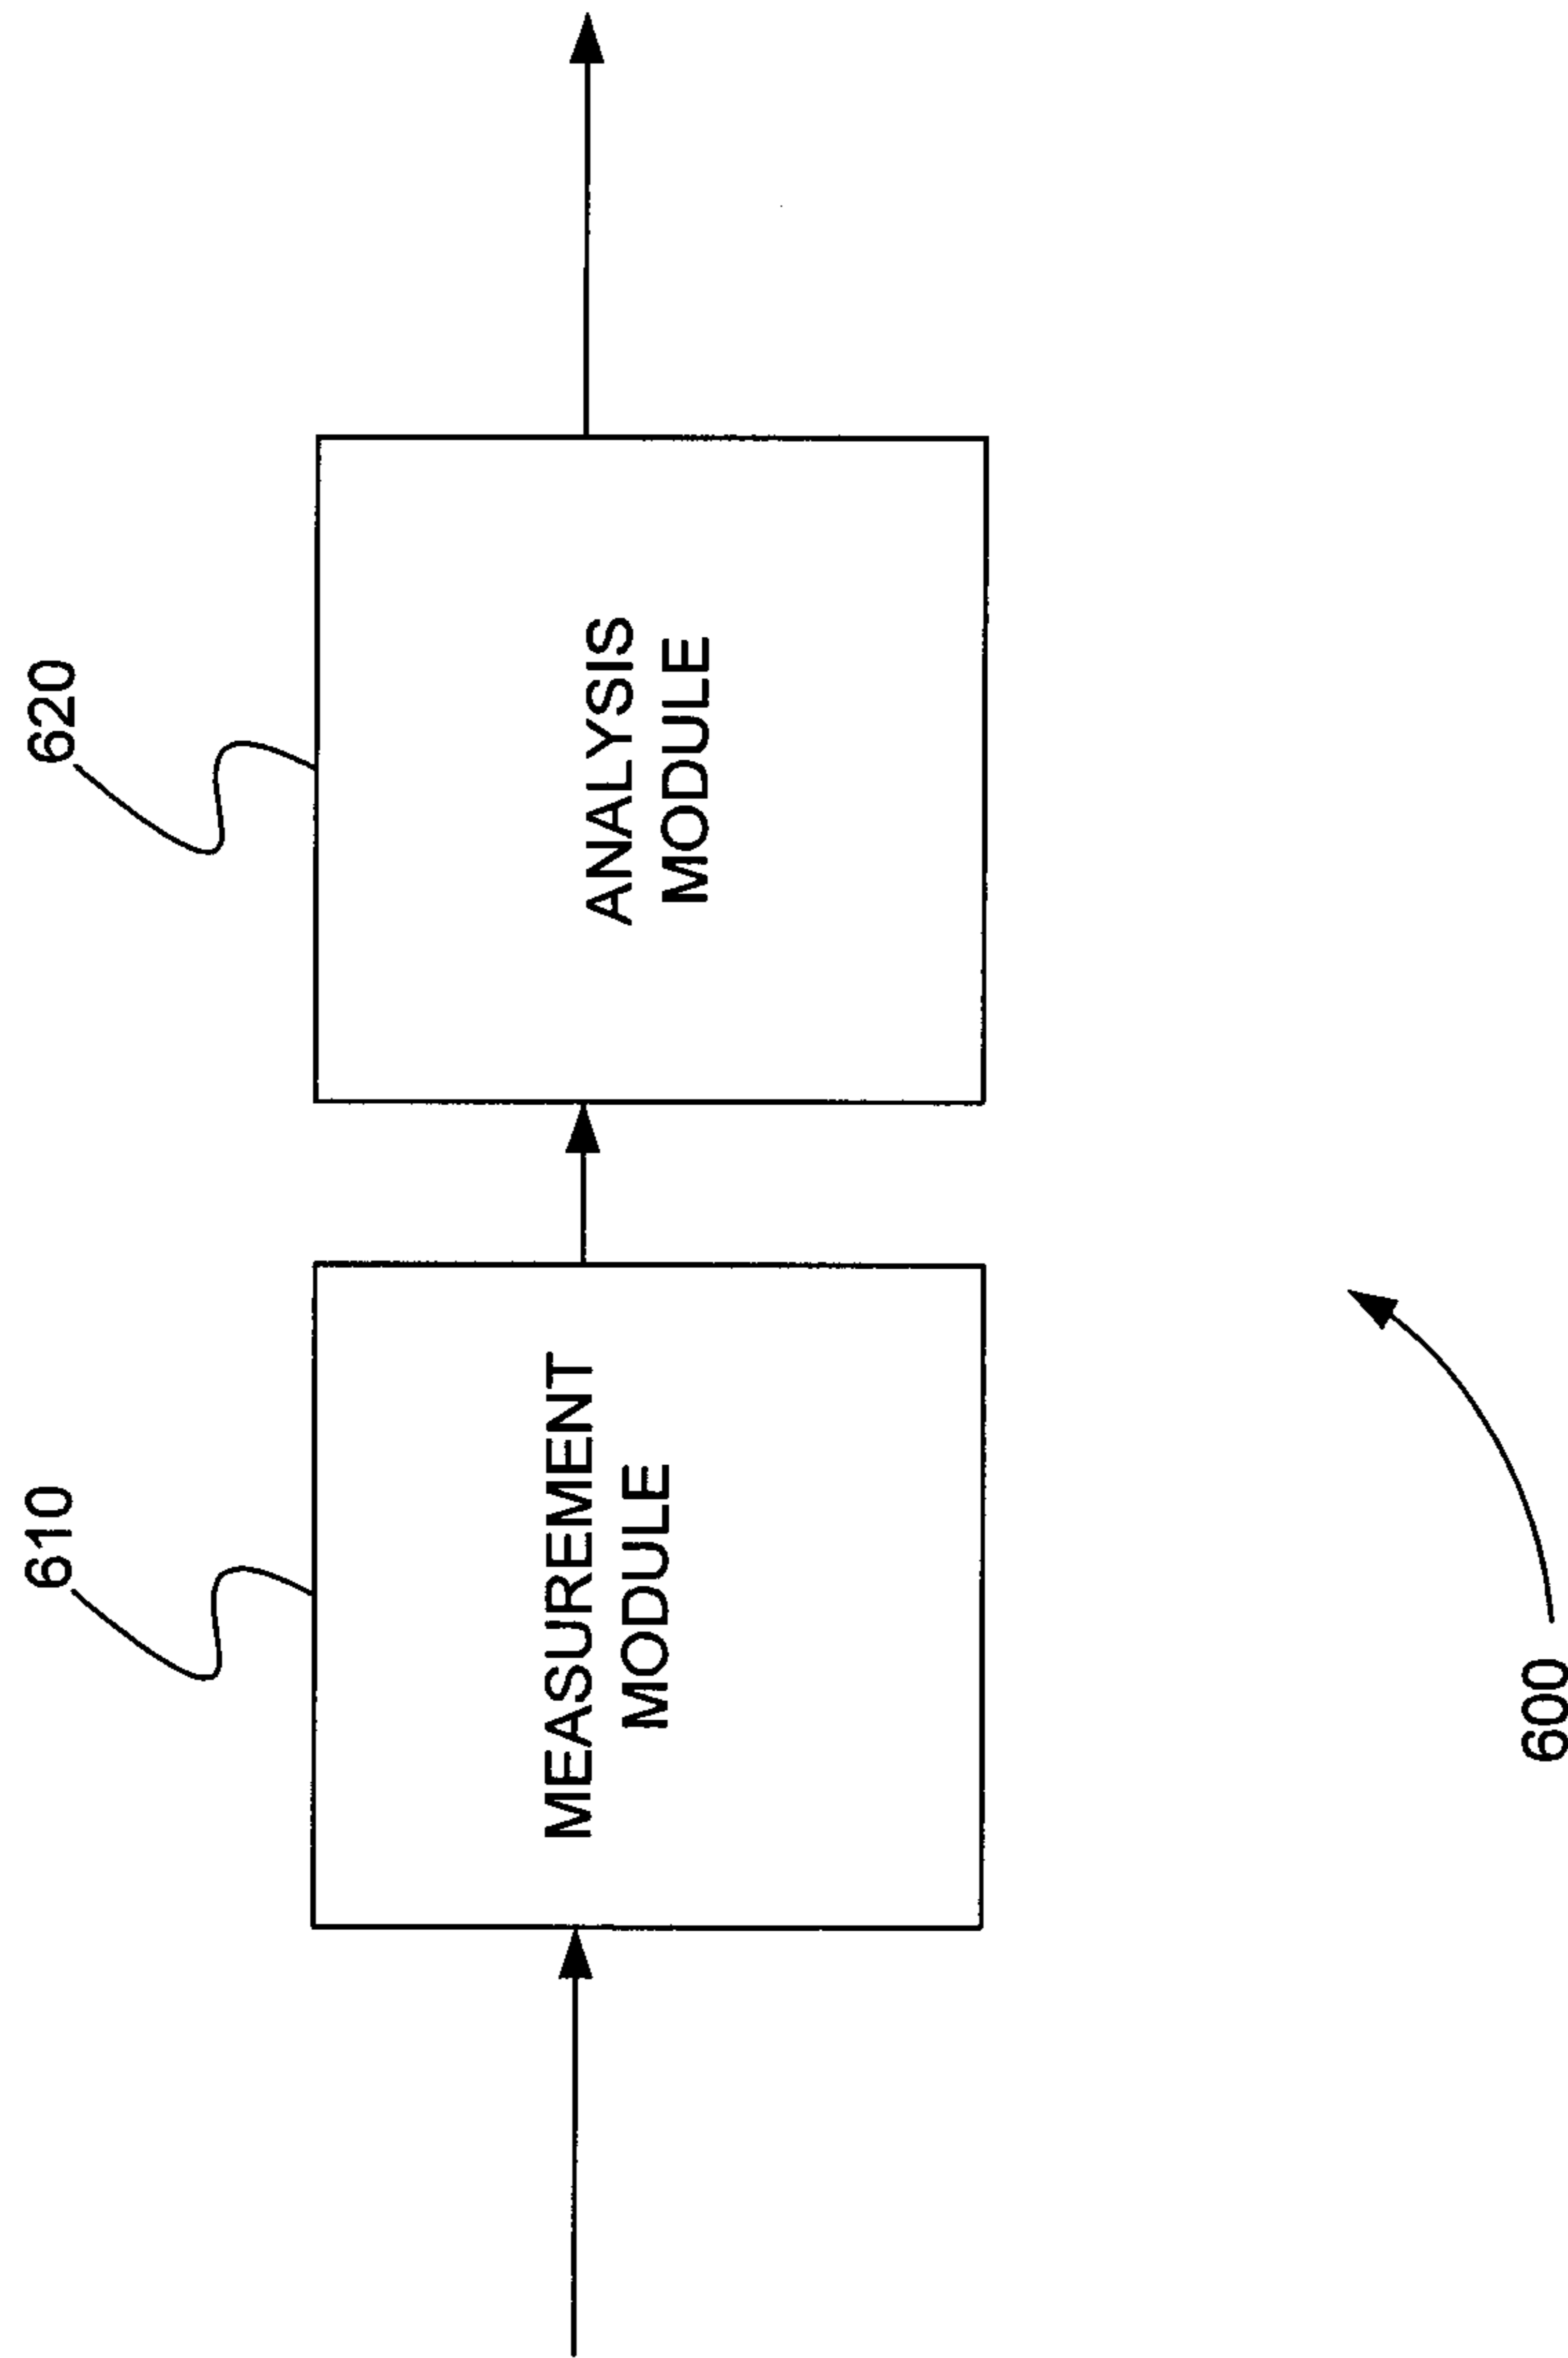 610
620
MEASUREMENT
MODULE
ANALYSIS
MODULE
600